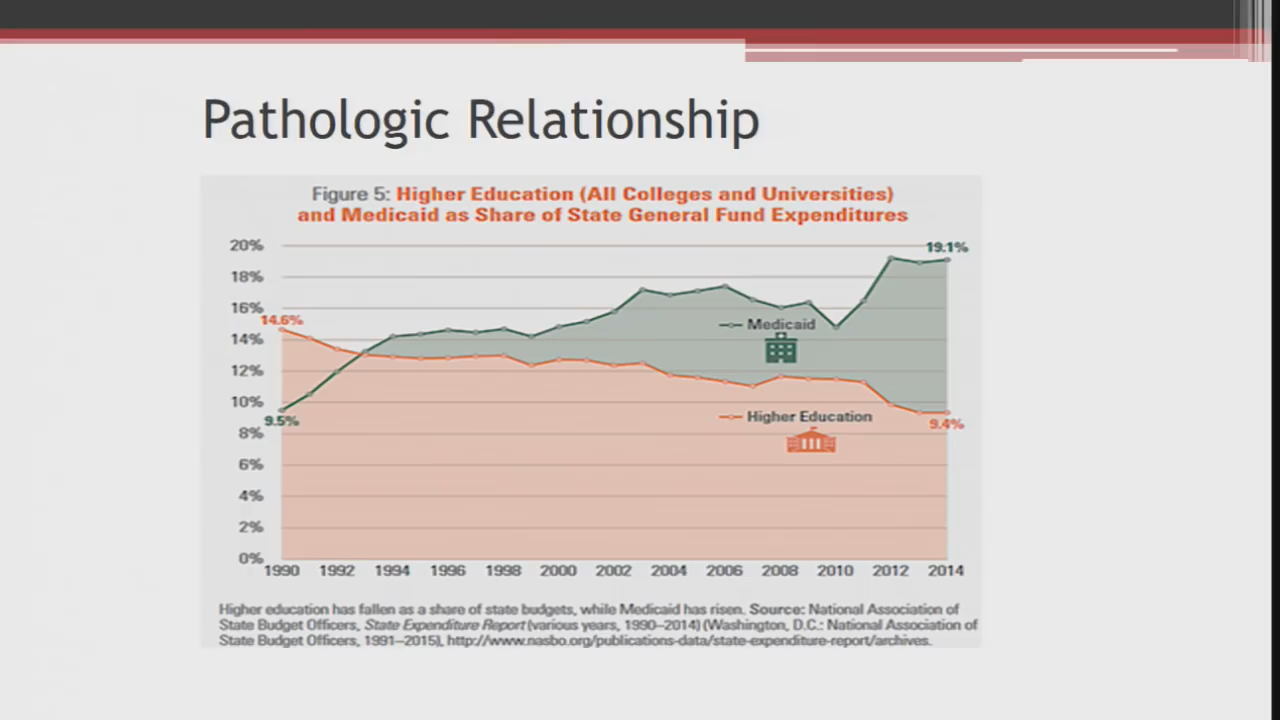 Pathologic Relationship
Figure 5: Higher Education (All Colleges and Universities)
and Medicaid as Share of State General Fund Expenditures
20%
19.1%
18%
16%
14.6%
Medicaid
14%
12%
10%
9.5%
Higher Education
9.4%
8%
6%
4%
2%
0%
1990 1992 1994 1996 1998 2000 2002 2004 2006 2008 2010 2012 2014
Higher education has fallen as a share of state budgets, while Medicaid has risen. Source: National Association of
State Budget Officers, State Expenditure Report (various years, 1990–2014) (Washington, D.C.: National Association of
State Budget Officers, 1991–2015), http://www.nasbo.org/publications-data/state-expenditure-report/archives.